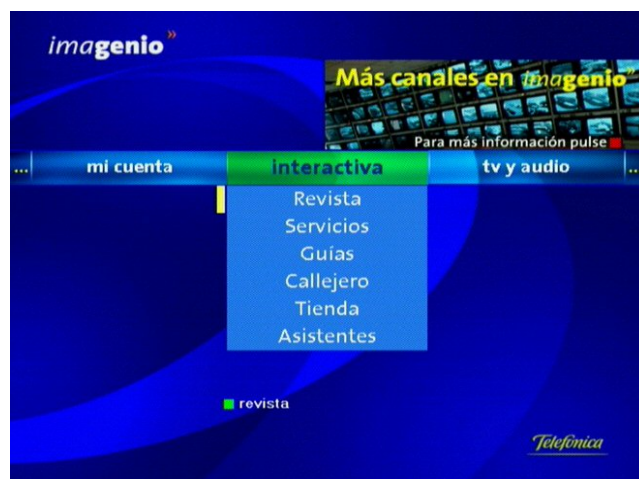 imagenio»
Más canales en imagenio»
Para más información pulse
... mi cuenta interactiva tv y audio ..
Revista
Servicios
Guías
Callejero
Tienda
Asistentes
revista
Telefónica